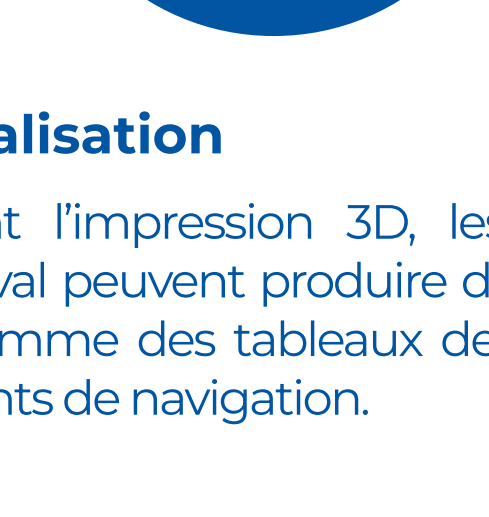 alisation
t l’impression 3D, les
val peuvent produire d
mme des tableaux de
nts de navigation.